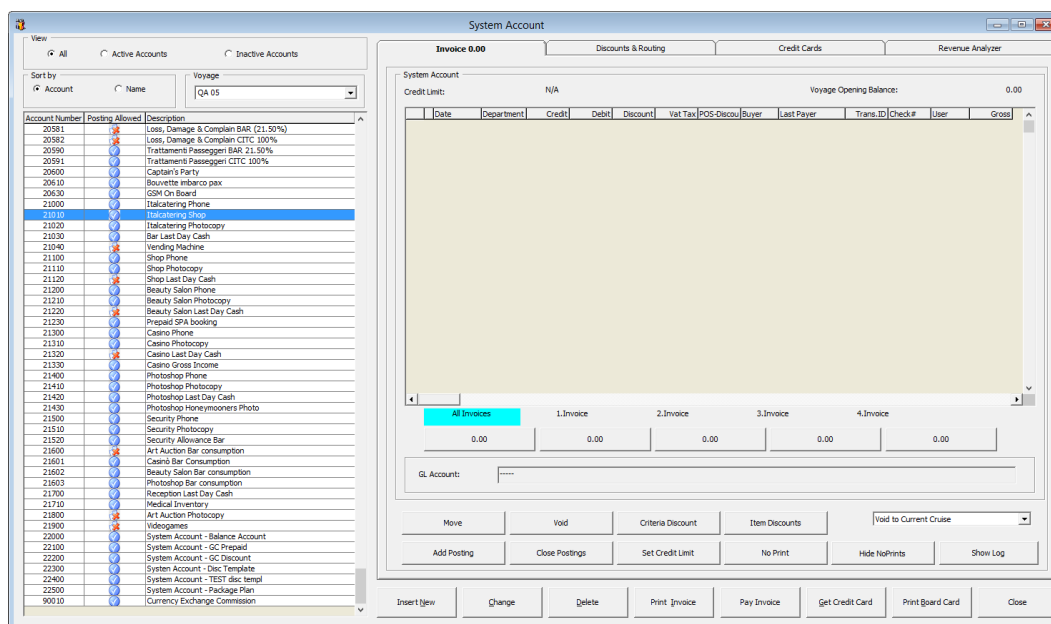 System Account
View
All Active Accounts Inactive Accounts
Sort by
Account Name
Voyage
QA 05
Account Number Posting Allowed Description
20581 Loss, Damage & Complain BAR (21.50%)
20582 Loss, Damage & Complain CITC 100%
20590 Trattamenti Passeggeri BAR 21.50%
20591 Trattamenti Passeggeri CITC 100%
20600 Captain's Party
20610 Bouvette imbarco pax
20630 GSM On Board
21000 Italcatering Phone
21010 Italcatering Shop
21020 Italcatering Photocopy
21030 Bar Last Day Cash
21040 Vending Machine
21100 Shop Phone
21110 Shop Photocopy
21120 Shop Last Day Cash
21200 Beauty Salon Phone
21210 Beauty Salon Photocopy
21220 Beauty Salon Last Day Cash
21230 Prepaid SPA booking
21300 Casino Phone
21310 Casino Photocopy
21320 Casino Last Day Cash
21330 Casino Gross Income
21400 Photoshop Phone
21410 Photoshop Photocopy
21420 Photoshop Last Day Cash
21430 Photoshop Honeymooners Photo
21500 Security Phone
21510 Security Photocopy
21520 Security Allowance Bar
21600 Art Auction Bar consumption
21601 Casinò Bar Consumption
21602 Beauty Salon Bar consumption
21603 Photoshop Bar consumption
21700 Reception Last Day Cash
21710 Medical Inventory
21800 Art Auction Photocopy
21900 Videogames
22000 System Account - Balance Account
22100 System Account - GC Prepaid
22200 System Account - GC Discount
22300 Systen Account - Disc Template
22400 System Account - TEST disc templ
22500 System Account - Package Plan
90010 Currency Exchange Commission
Invoice 0.00 Discounts & Routing Credit Cards Revenue Analyzer
System Account
Credit Limit: N/A Voyage Opening Balance: 0.00
Date Department Credit Debit Discount Vat Tax POS-Discou Buyer Last Payer Trans.ID Check# User Gross
All Invoices 1.Invoice 2.Invoice 3.Invoice 4.Invoice
0.00 0.00 0.00 0.00 0.00
GL Account: -----
Move Void Criteria Discount Item Discounts Void to Current Cruise
Add Posting Close Postings Set Credit Limit No Print Hide NoPrints Show Log
Insert New Change Delete Print Invoice Pay Invoice Get Credit Card Print Board Card Close